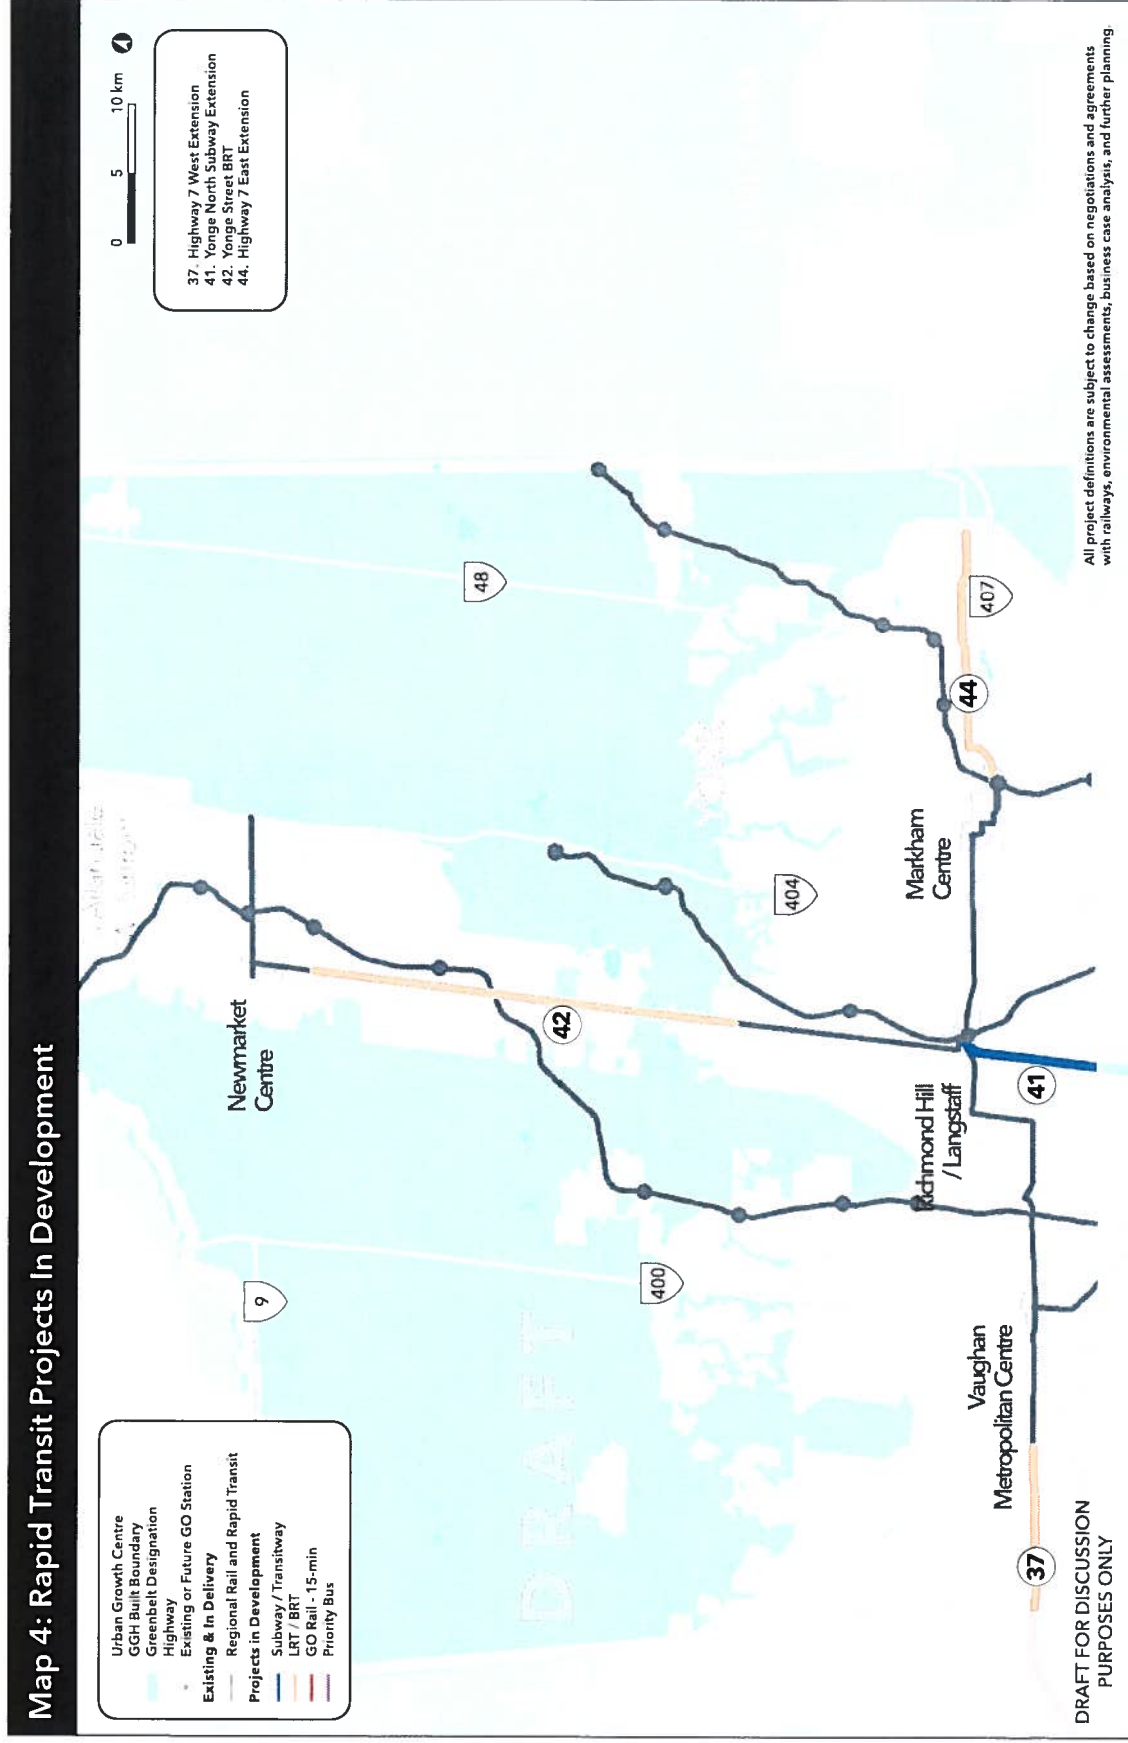 Map 4: Rapid Transit Projects In Development
Urban Growth Centre
GGH Built Boundary
Greenbelt Designation
Highway
Existing or Future GO Station
Existing & In Delivery
Regional Rail and Rapid Transit
Projects in Development
Subway / Transitway
LRT / BRT
GO Rail - 15-min
Priority Bus
0 5 10 km
37. Highway 7 West Extension
41. Yonge North Subway Extension
42. Yonge Street BRT
44. Highway 7 East Extension
9
Newmarket
Centre
48
DRAFT
42
400
404
Richmond Hill
/ Langstaff
Markham
Centre
44
407
Vaughan
Metropolitan Centre
37
41
DRAFT FOR DISCUSSION
PURPOSES ONLY
All project definitions are subject to change based on negotiations and agreements
with railways, environmental assessments, business case analysis, and further planning.